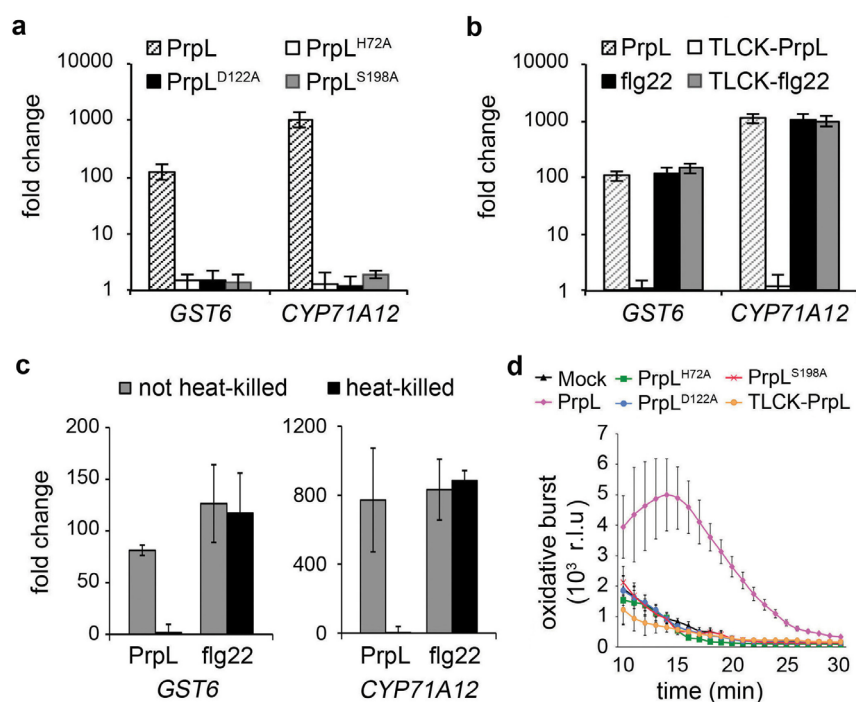 a
PrpL PrpL^H72A
PrpL^D122A PrpL^S198A
fold change
10000
1000
100
10
1
GST6 CYP71A12
b
PrpL TLCK-PrpL
flg22 TLCK-flg22
fold change
10000
1000
100
10
1
GST6 CYP71A12
c
not heat-killed heat-killed
fold change
200
150
100
50
0
PrpL flg22
GST6
1200
800
400
0
PrpL flg22
CYP71A12
d
Mock PrpL^H72A PrpL^S198A
PrpL PrpL^D122A TLCK-PrpL
oxidative burst
(10³ r.l.u)
7
6
5
4
3
2
1
0
10 15 20 25 30
time (min)